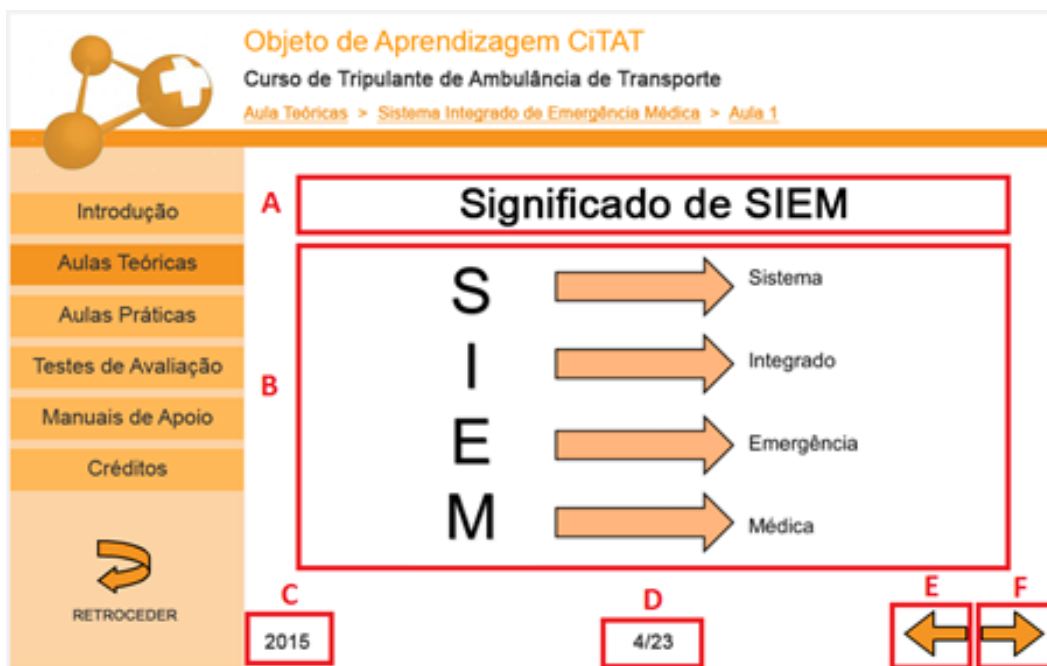 Objeto de Aprendizagem CiTAT
Curso de Tripulante de Ambulância de Transporte
Aula Teóricas > Sistema Integrado de Emergência Médica > Aula 1
Introdução
Aulas Teóricas
Aulas Práticas
Testes de Avaliação
Manuais de Apoio
Créditos
RETROCEDER
A
Significado de SIEM
B
S Sistema
I Integrado
E Emergência
M Médica
C D E F
2015 4/23